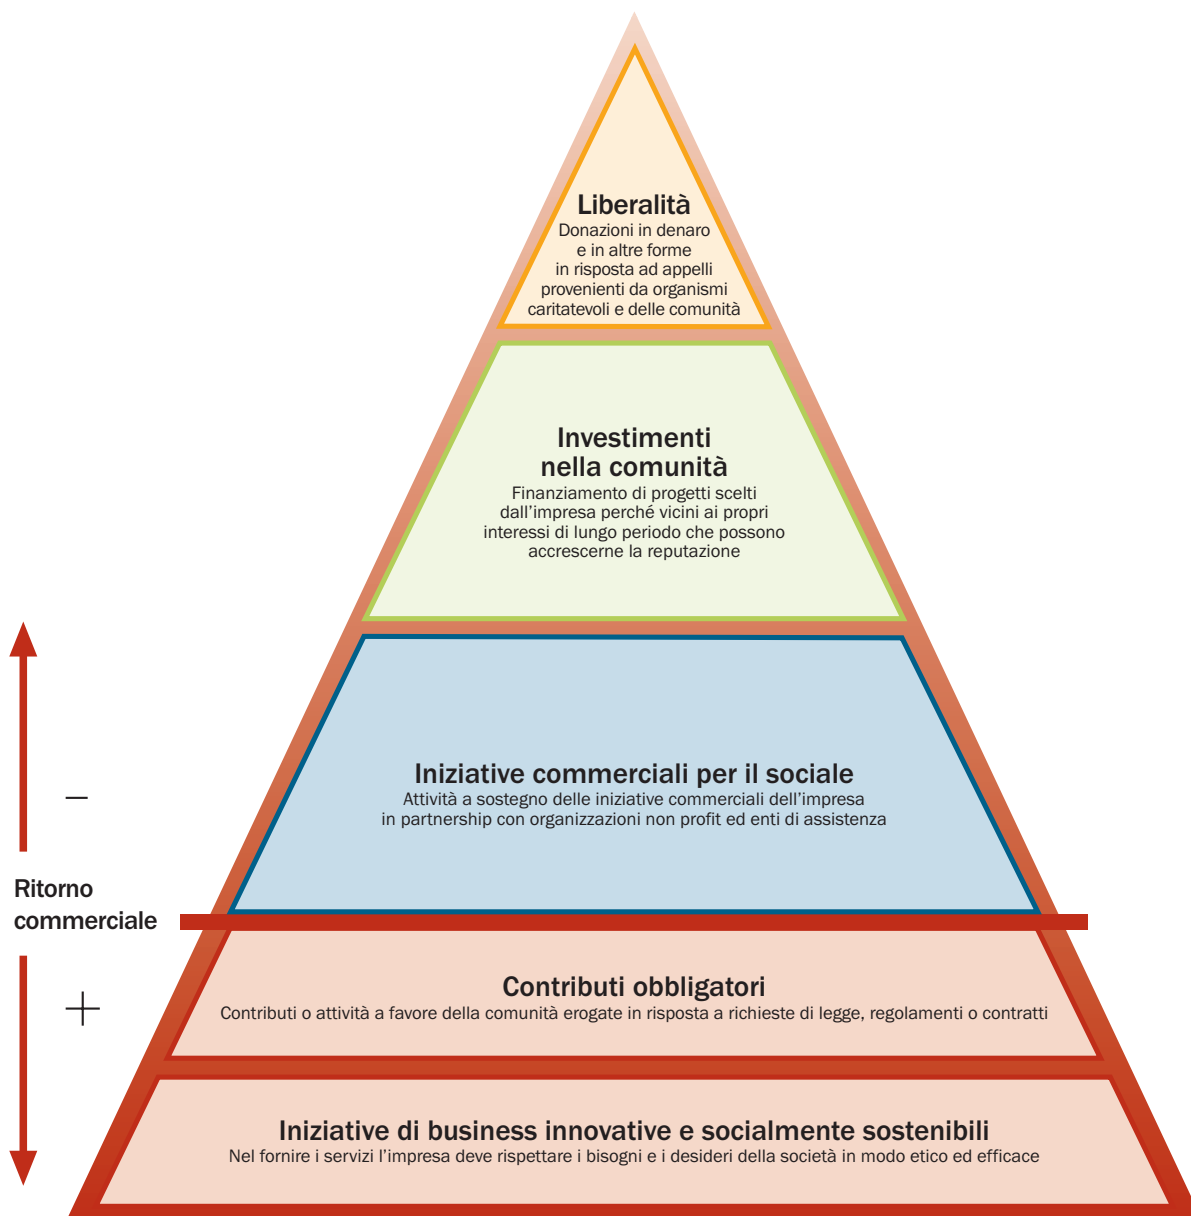 Liberalità
Donazioni in denaro
e in altre forme
in risposta ad appelli
provenienti da organismi
caritatevoli e delle comunità
Investimenti
nella comunità
Finanziamento di progetti scelti
dall’impresa perché vicini ai propri
interessi di lungo periodo che possono
accrescerne la reputazione
Iniziative commerciali per il sociale
Attività a sostegno delle iniziative commerciali dell’impresa
in partnership con organizzazioni non profit ed enti di assistenza
–
Ritorno
commerciale
+
Contributi obbligatori
Contributi o attività a favore della comunità erogate in risposta a richieste di legge, regolamenti o contratti
Iniziative di business innovative e socialmente sostenibili
Nel fornire i servizi l’impresa deve rispettare i bisogni e i desideri della società in modo etico ed efficace